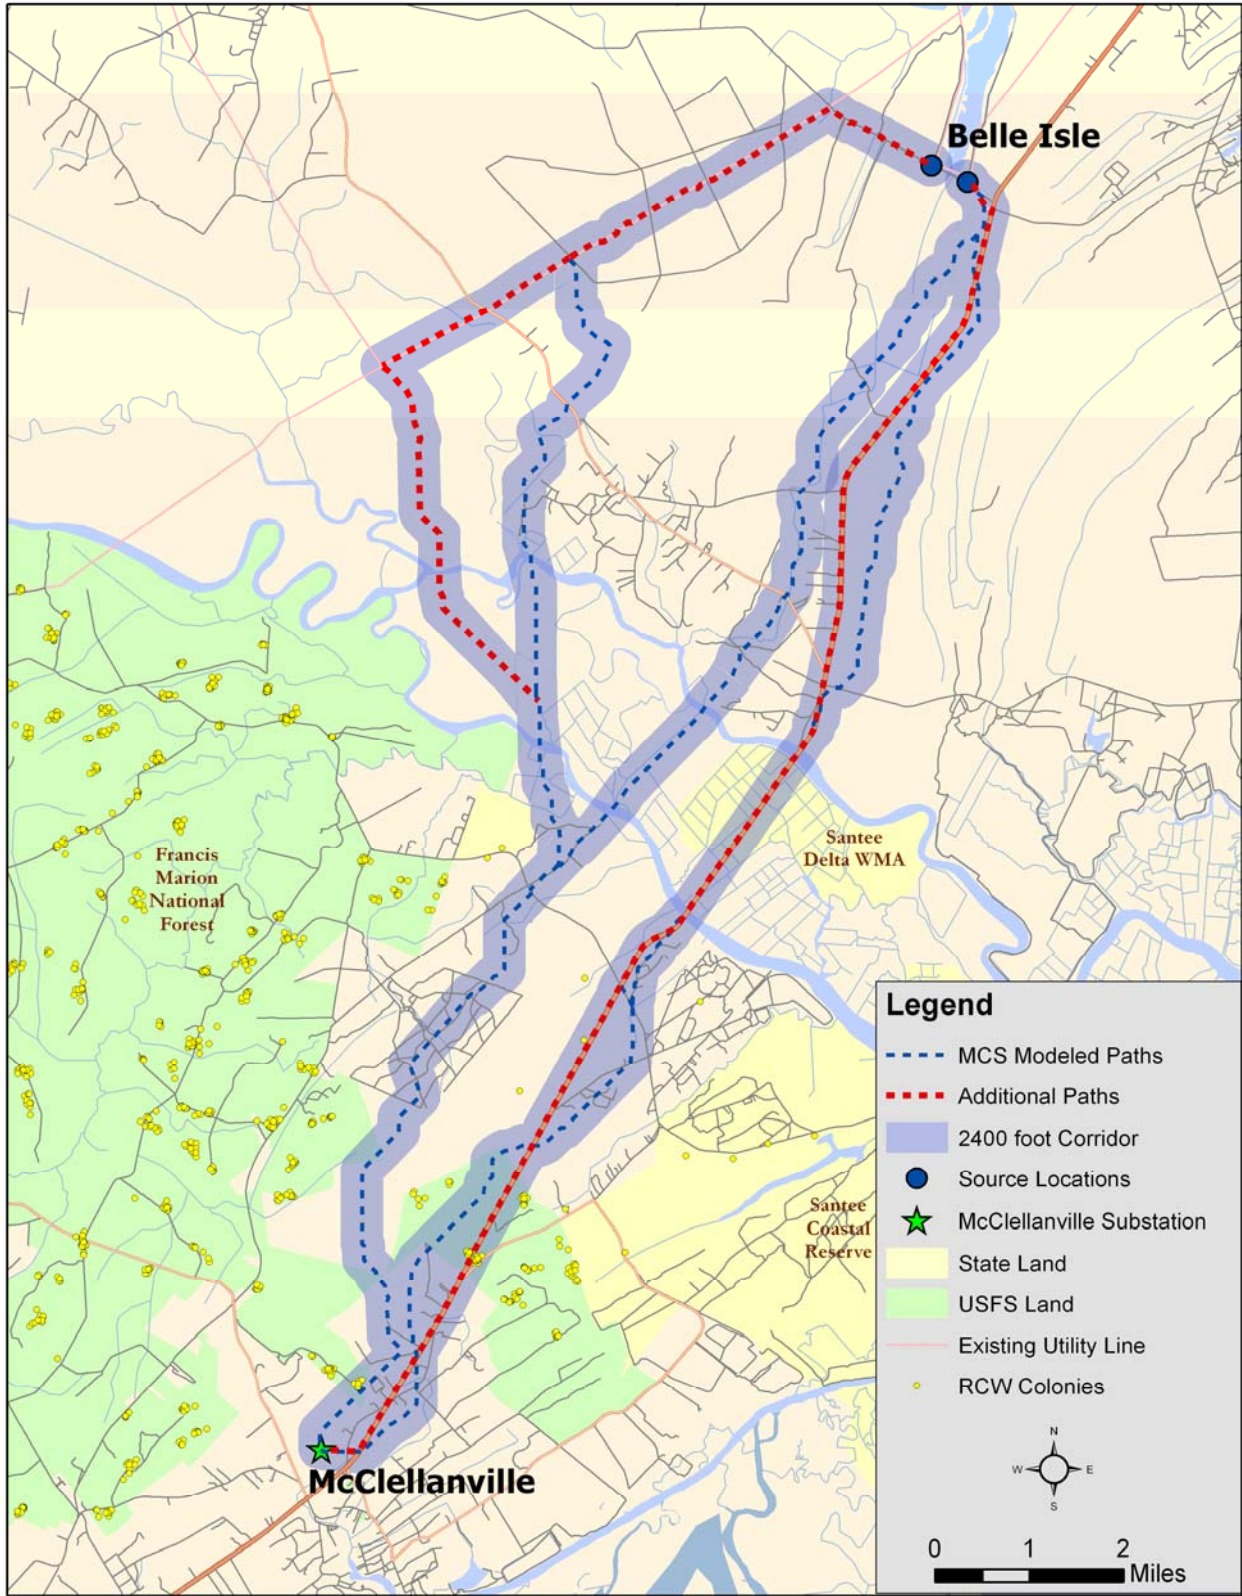 Belle Isle
Santee
Delta WMA
Francis
Marion
National
Forest
Santee
Coastal
Reserve
McClellanville
Legend
MCS Modeled Paths
Additional Paths
2400 foot Corridor
Source Locations
McClellanville Substation
State Land
USFS Land
Existing Utility Line
RCW Colonies
N
W E
S
0 1 2
Miles